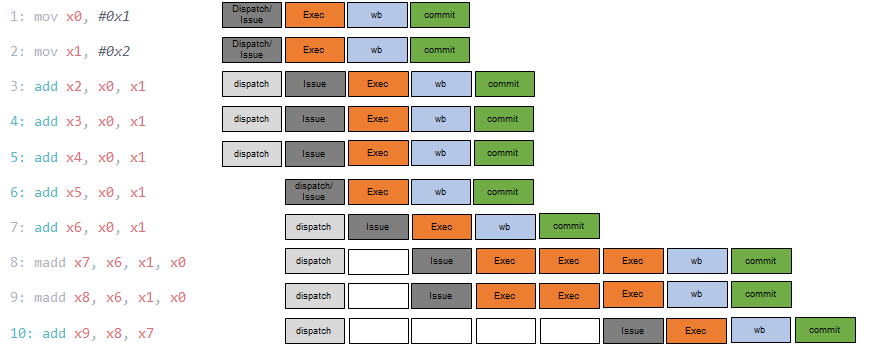 1: mov x0, #0x1 Dispatch/Issue Exec wb commit
2: mov x1, #0x2 Dispatch/Issue Exec wb commit
3: add x2, x0, x1 dispatch Issue Exec wb commit
4: add x3, x0, x1 dispatch Issue Exec wb commit
5: add x4, x0, x1 dispatch Issue Exec wb commit
6: add x5, x0, x1 dispatch/Issue Exec wb commit
7: add x6, x0, x1 dispatch Issue Exec wb commit
8: madd x7, x6, x1, x0 dispatch Issue Exec Exec Exec wb commit
9: madd x8, x6, x1, x0 dispatch Issue Exec Exec Exec wb commit
10: add x9, x8, x7 dispatch Issue Exec wb commit